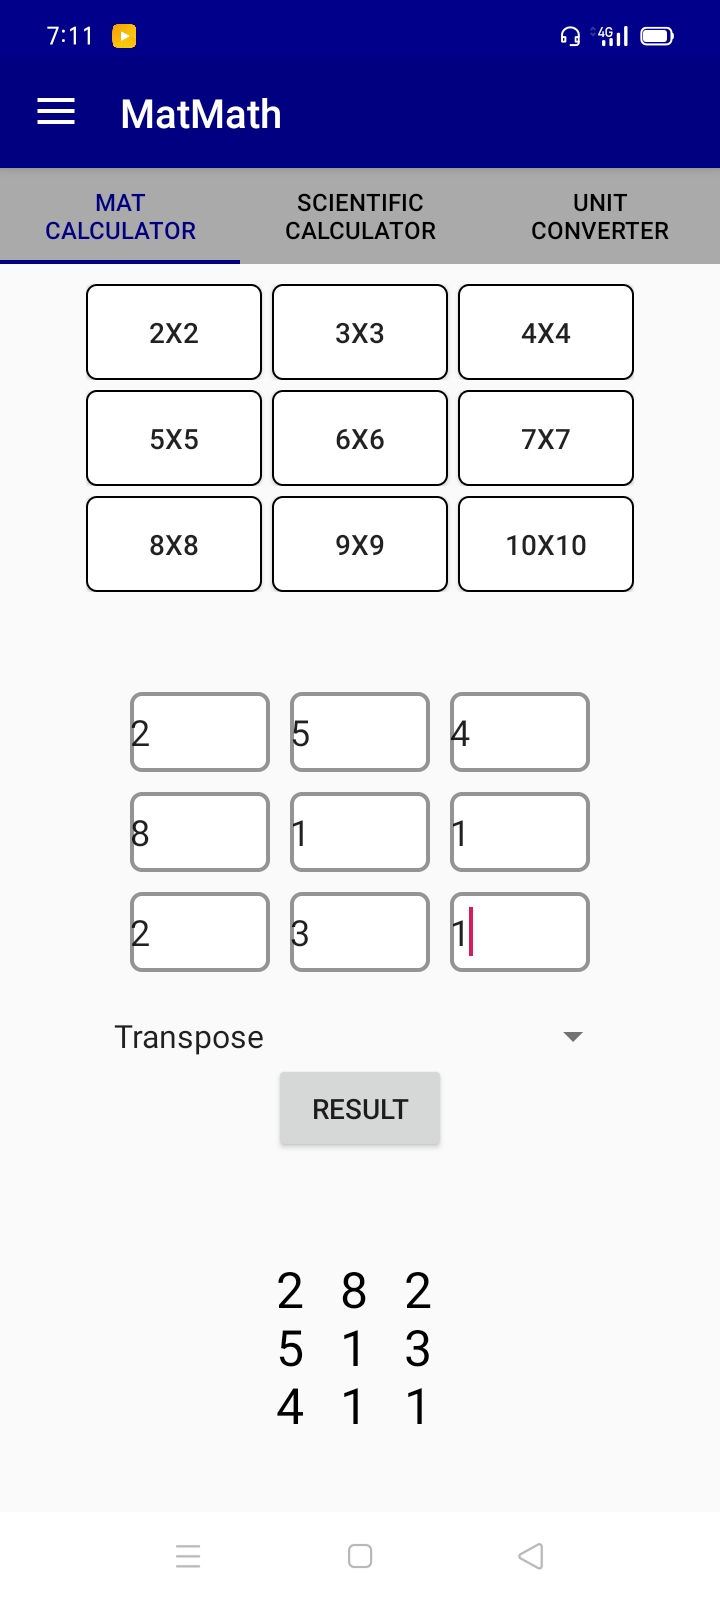 7:11 4G
MatMath
MAT CALCULATOR
SCIENTIFIC CALCULATOR
UNIT CONVERTER
2X2 3X3 4X4
5X5 6X6 7X7
8X8 9X9 10X10
2 5 4
8 1 1
2 3 1
Transpose
RESULT
2 8 2
5 1 3
4 1 1